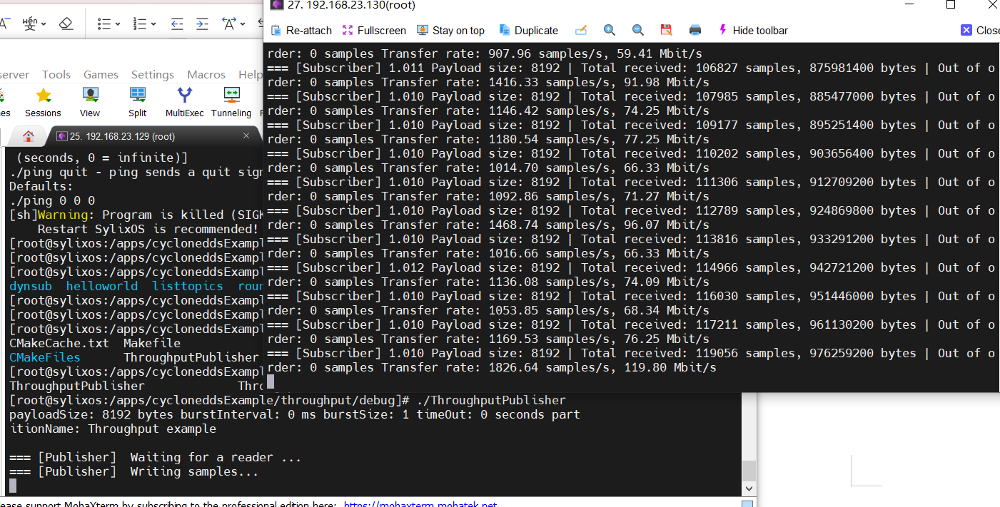 27. 192.168.23.130(root)
wén
Re-attach Fullscreen Stay on top Duplicate Hide toolbar
server Tools Games Settings Macros Help
Sessions View Split MultiExec Tunneling
25. 192.168.23.129 (root)
(seconds, 0 = infinite)]
./ping quit - ping sends a quit
Defaults:
./ping 0 0 0
[sh]Warning: Program is killed
Restart SylixOS is recommended!
[root@sylixos:/apps/cycloneddsExampl
[root@sylixos:/apps/cycloneddsExampl
[root@sylixos:/apps/cycloneddsExampl
dynsub helloworld listtopics
[root@sylixos:/apps/cycloneddsExampl
[root@sylixos:/apps/cycloneddsExampl
[root@sylixos:/apps/cycloneddsExampl
CMakeCache.txt Makefile
CMakeFiles ThroughputPublisher
[root@sylixos:/apps/cycloneddsExampl
ThroughputPublisher
[root@sylixos:/apps/cycloneddsExample/throughput/debug]# ./ThroughputPublisher
payloadSize: 8192 bytes burstInterval: 0 ms burstSize: 1 timeOut: 0 seconds part
itionName: Throughput example
=== [Publisher] Waiting for a reader ...
=== [Publisher] Writing samples...
rder: 0 samples Transfer rate: 907.96 samples/s, 59.41 Mbit/s
=== [Subscriber] 1.011 Payload size: 8192 | Total received: 106827 samples, 875981400 bytes | Out of o
rder: 0 samples Transfer rate: 1416.33 samples/s, 91.98 Mbit/s
=== [Subscriber] 1.010 Payload size: 8192 | Total received: 107985 samples, 885477000 bytes | Out of o
rder: 0 samples Transfer rate: 1146.42 samples/s, 74.25 Mbit/s
=== [Subscriber] 1.010 Payload size: 8192 | Total received: 109177 samples, 895251400 bytes | Out of o
rder: 0 samples Transfer rate: 1180.54 samples/s, 77.25 Mbit/s
=== [Subscriber] 1.010 Payload size: 8192 | Total received: 110202 samples, 903656400 bytes | Out of o
rder: 0 samples Transfer rate: 1014.70 samples/s, 66.33 Mbit/s
=== [Subscriber] 1.010 Payload size: 8192 | Total received: 111306 samples, 912709200 bytes | Out of o
rder: 0 samples Transfer rate: 1092.86 samples/s, 71.27 Mbit/s
=== [Subscriber] 1.010 Payload size: 8192 | Total received: 112789 samples, 924869800 bytes | Out of o
rder: 0 samples Transfer rate: 1468.74 samples/s, 96.07 Mbit/s
=== [Subscriber] 1.010 Payload size: 8192 | Total received: 113816 samples, 933291200 bytes | Out of o
rder: 0 samples Transfer rate: 1016.66 samples/s, 66.33 Mbit/s
=== [Subscriber] 1.012 Payload size: 8192 | Total received: 114966 samples, 942721200 bytes | Out of o
rder: 0 samples Transfer rate: 1136.08 samples/s, 74.09 Mbit/s
=== [Subscriber] 1.010 Payload size: 8192 | Total received: 116030 samples, 951446000 bytes | Out of o
rder: 0 samples Transfer rate: 1053.85 samples/s, 68.34 Mbit/s
=== [Subscriber] 1.010 Payload size: 8192 | Total received: 117211 samples, 961130200 bytes | Out of o
rder: 0 samples Transfer rate: 1169.53 samples/s, 76.25 Mbit/s
=== [Subscriber] 1.010 Payload size: 8192 | Total received: 119056 samples, 976259200 bytes | Out of o
rder: 0 samples Transfer rate: 1826.64 samples/s, 119.80 Mbit/s
ease support MobaXterm by subscribing to the professional edition here: https://mobaxterm.mobatek.net